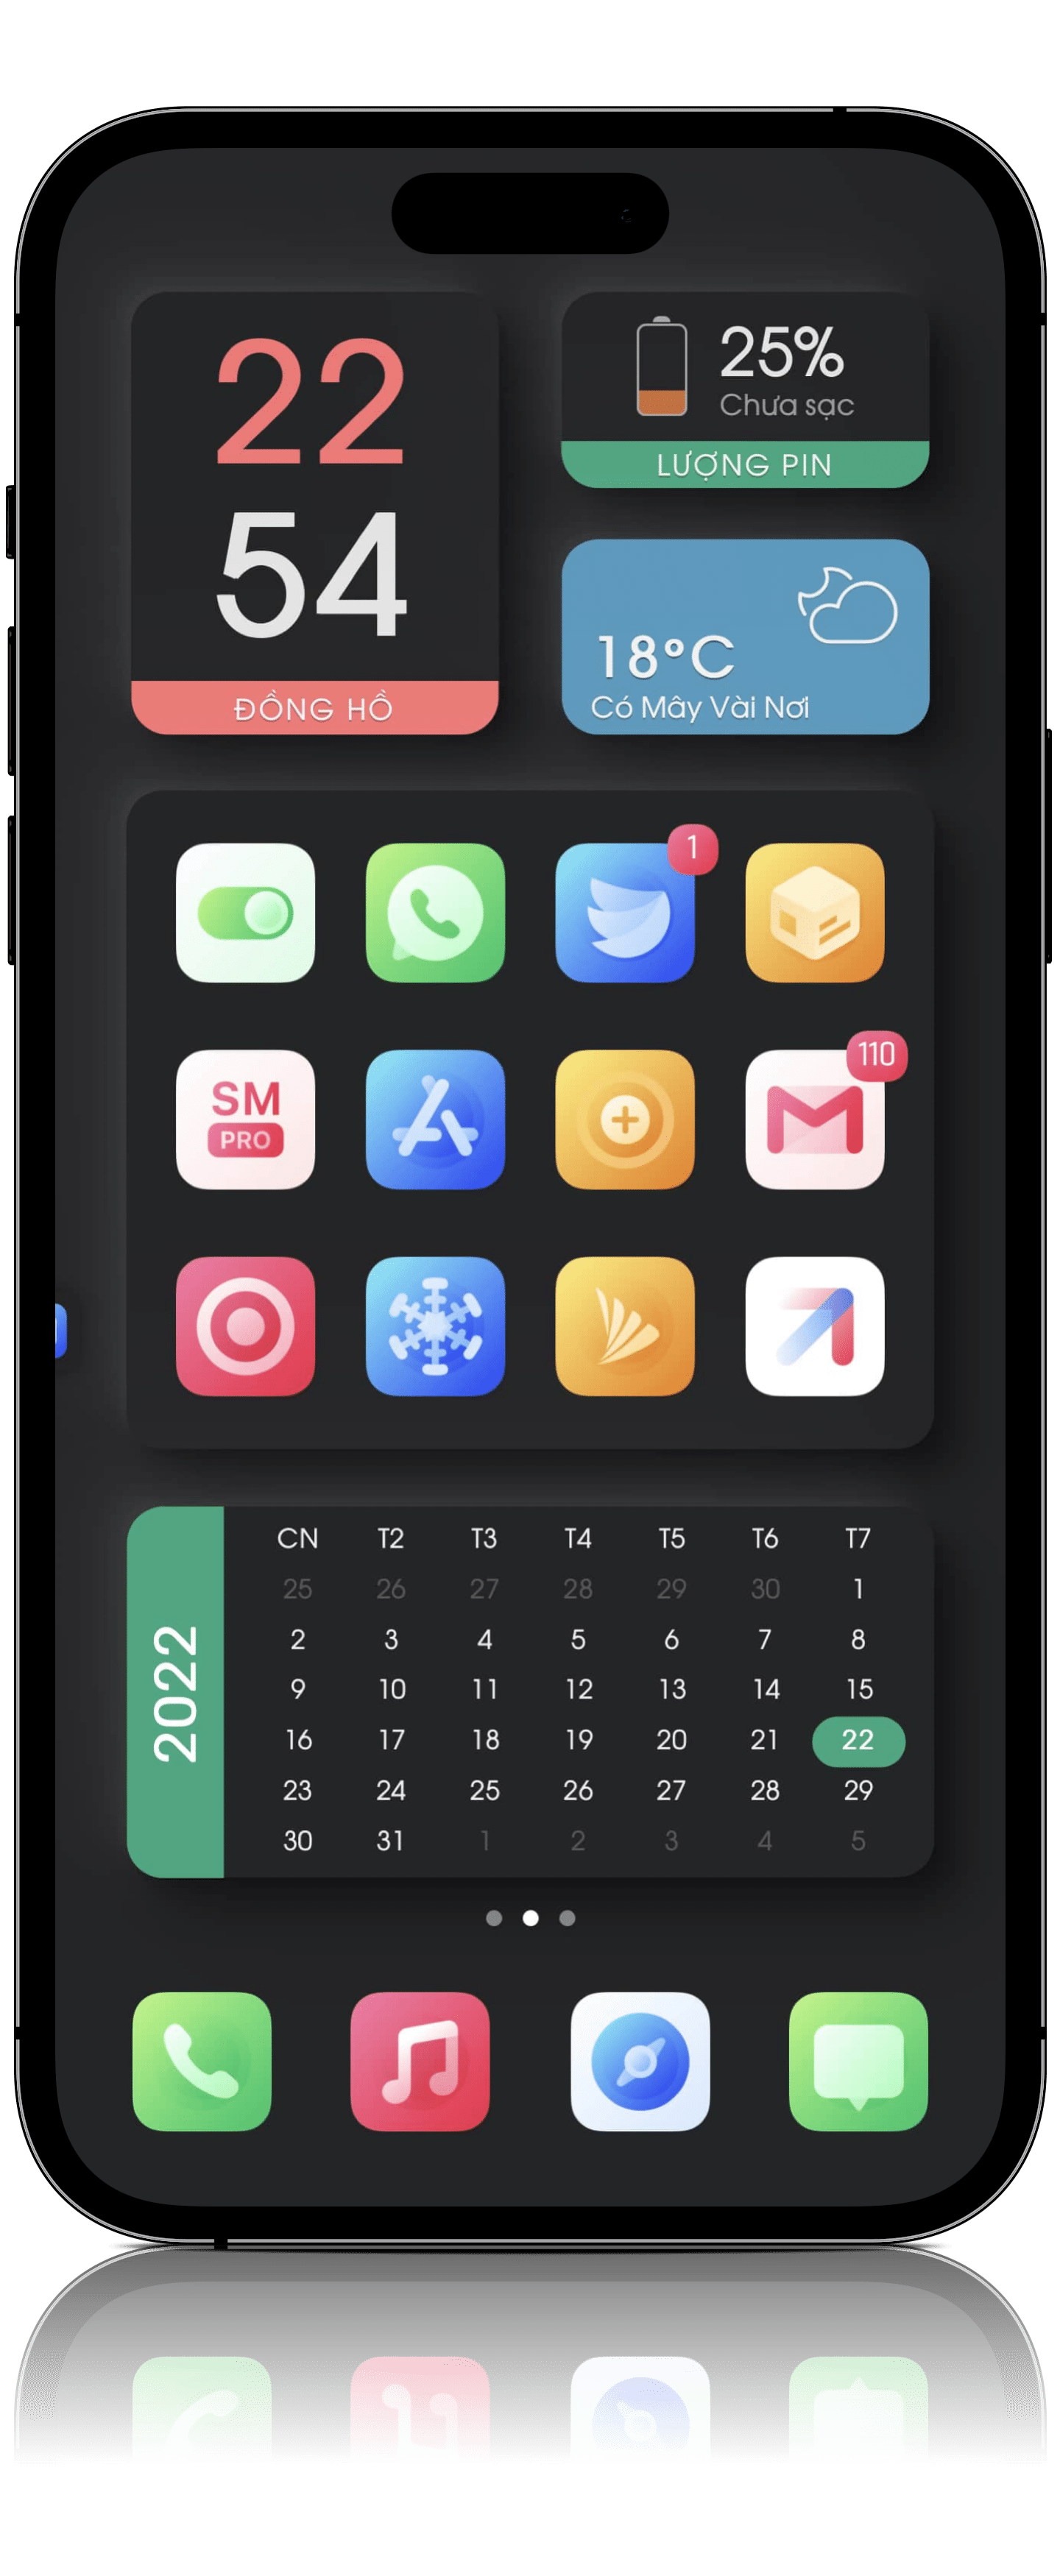 22
54
ĐỒNG HỒ
25%
Chưa sạc
LƯỢNG PIN
18°C
Có Mây Vài Nơi
1
SM
PRO
110
2022
CN T2 T3 T4 T5 T6 T7
25 26 27 28 29 30 1
2 3 4 5 6 7 8
9 10 11 12 13 14 15
16 17 18 19 20 21 22
23 24 25 26 27 28 29
30 31 1 2 3 4 5